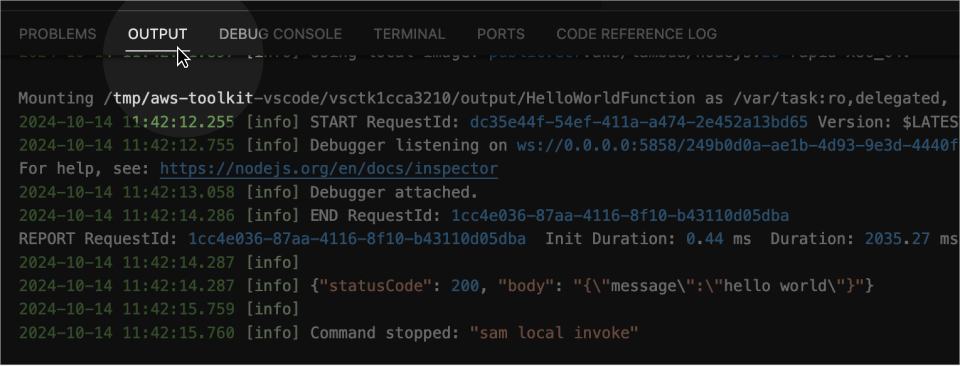 PROBLEMS OUTPUT DEBUG CONSOLE TERMINAL PORTS CODE REFERENCE LOG
Mounting /tmp/aws-toolkit-vscode/vsctk1cca3210/output/HelloWorldFunction as /var/task:ro,delegated,
2024-10-14 11:42:12.255 [info] START RequestId: dc35e44f-54ef-411a-a474-2e452a13bd65 Version: $LATES
2024-10-14 11:42:12.755 [info] Debugger listening on ws://0.0.0.0:5858/249b0d0a-ae1b-4d93-9e3d-4440f
For help, see: https://nodejs.org/en/docs/inspector
2024-10-14 11:42:13.058 [info] Debugger attached.
2024-10-14 11:42:14.286 [info] END RequestId: 1cc4e036-87aa-4116-8f10-b43110d05dba
REPORT RequestId: 1cc4e036-87aa-4116-8f10-b43110d05dba Init Duration: 0.44 ms Duration: 2035.27 ms
2024-10-14 11:42:14.287 [info]
2024-10-14 11:42:14.287 [info] {"statusCode": 200, "body": "{\"message\":\"hello world\"}"}
2024-10-14 11:42:15.759 [info]
2024-10-14 11:42:15.760 [info] Command stopped: "sam local invoke"